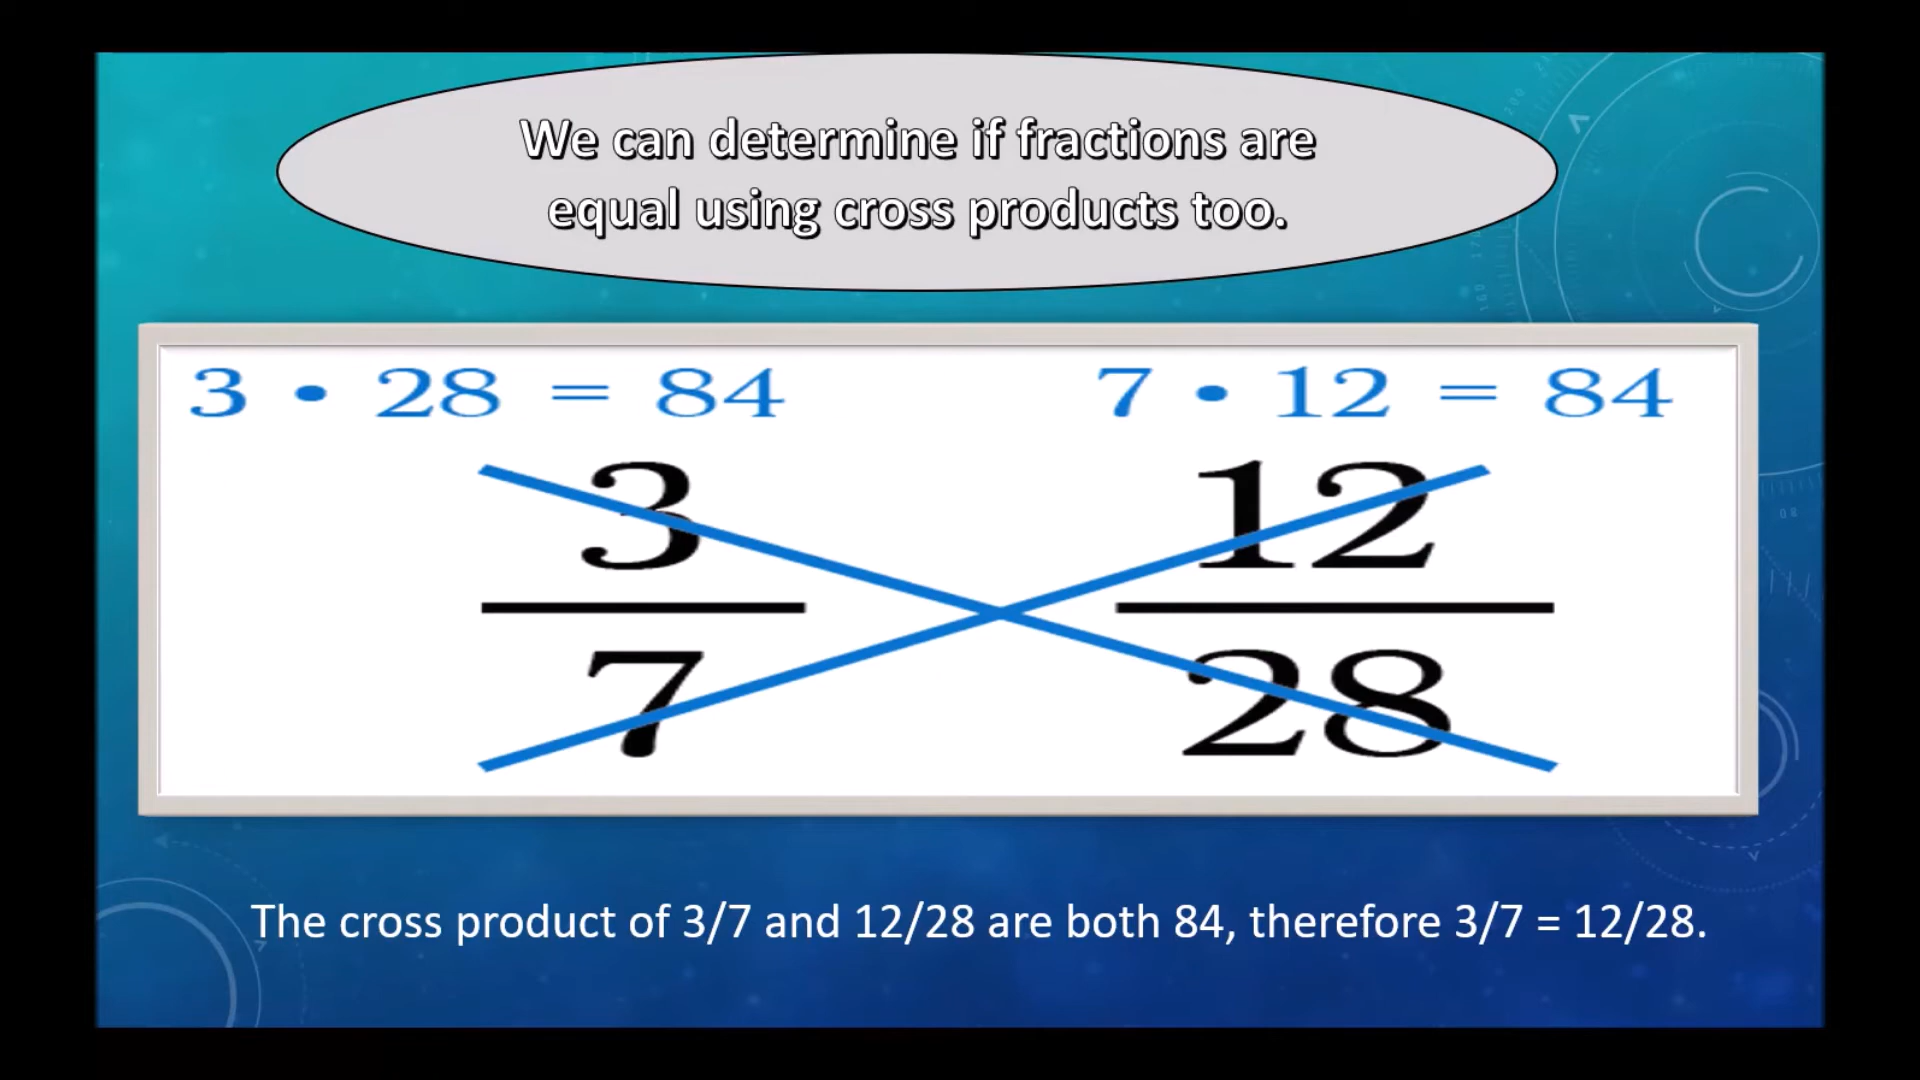 We can determine if fractions are
equal using cross products too.
3 • 28 = 84
7 • 12 = 84
3
12
7
28
The cross product of 3/7 and 12/28 are both 84, therefore 3/7 = 12/28.